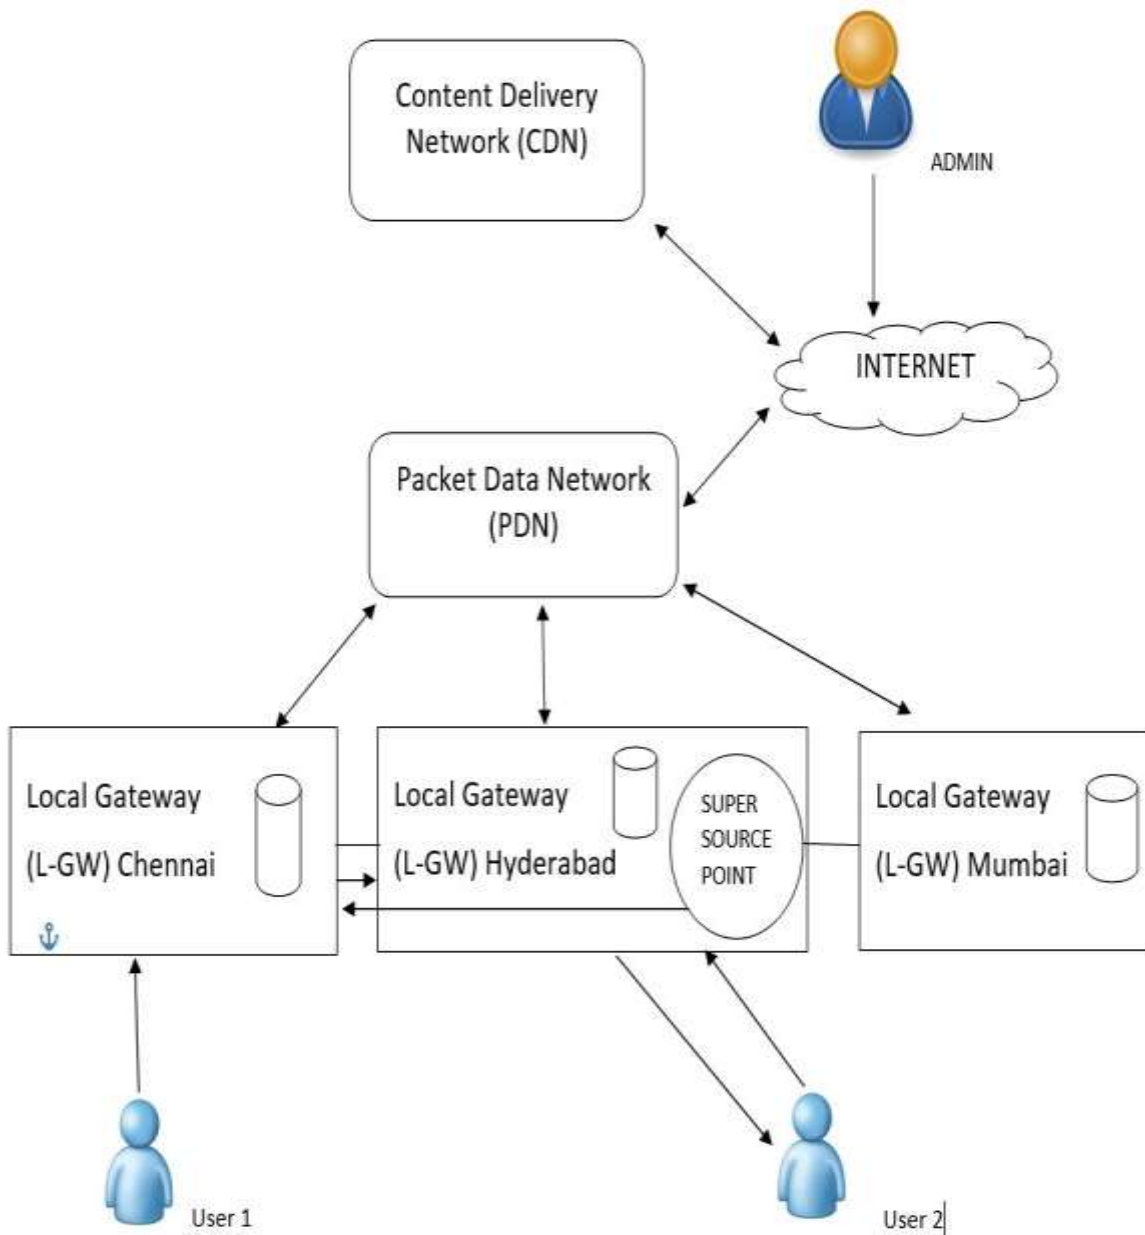 Content Delivery
Network (CDN)
ADMIN
INTERNET
Packet Data Network
(PDN)
Local Gateway
(L-GW) Chennai
Local Gateway
(L-GW) Hyderabad
SUPER
SOURCE
POINT
Local Gateway
(L-GW) Mumbai
User 1
User 2